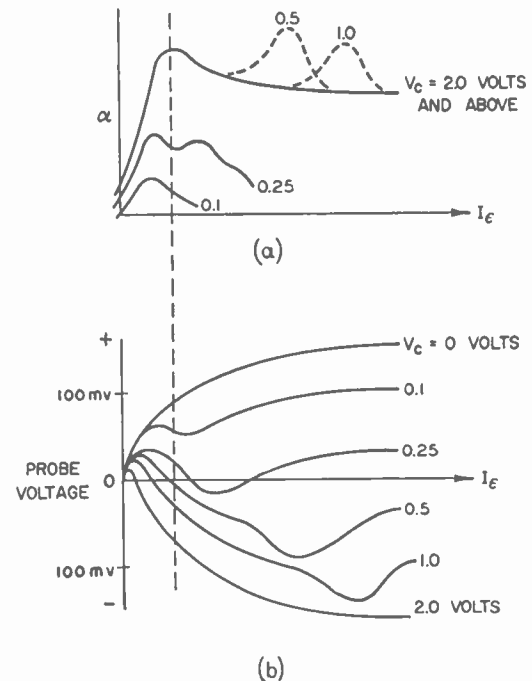 0.5
1.0
α
V_C = 2.0 VOLTS
AND ABOVE
0.25
0.1
I_ϵ
(a)
+
V_C = 0 VOLTS
100 mv
0.1
0.25
PROBE
VOLTAGE
0
I_ϵ
0.5
100 mv
1.0
-
2.0 VOLTS
(b)